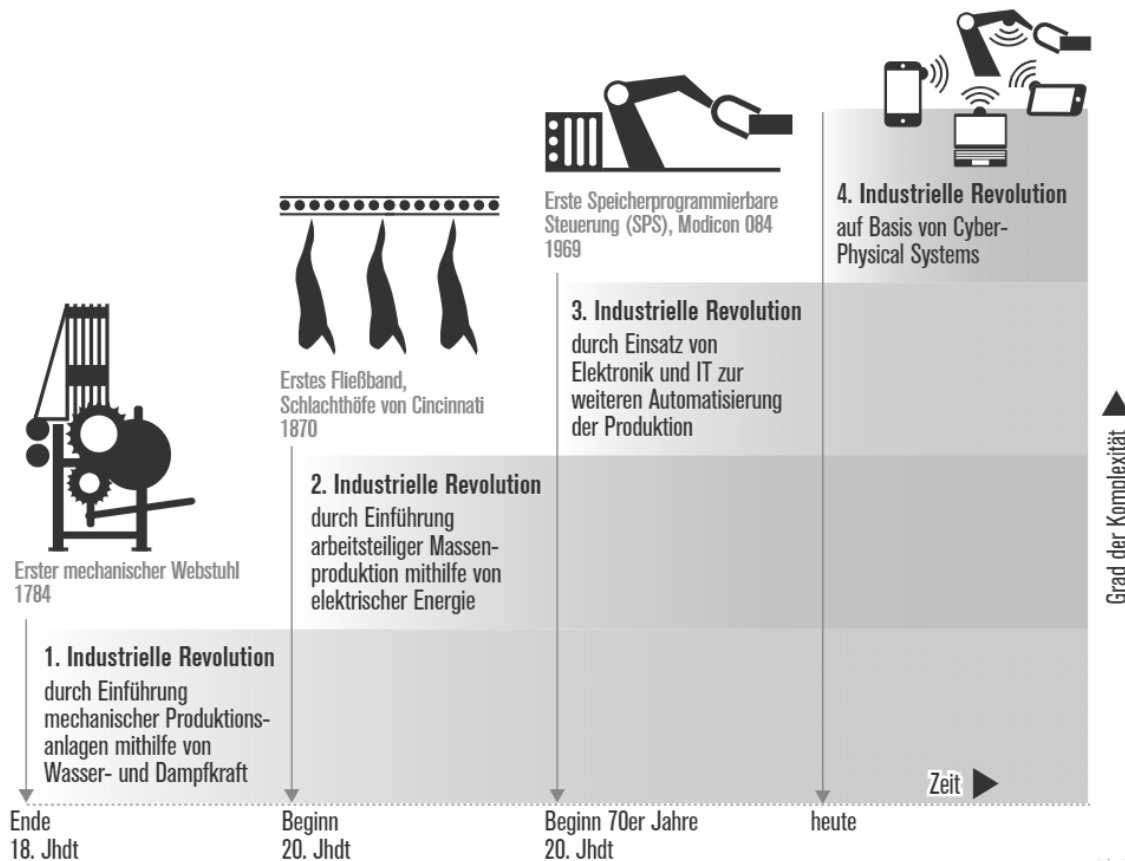 Erster mechanischer Webstuhl
1784
Erstes Fließband,
Schlachthöfe von Cincinnati
1870
Erste Speicherprogrammierbare
Steuerung (SPS), Modicon 084
1969
4. Industrielle Revolution
auf Basis von Cyber-
Physical Systems
3. Industrielle Revolution
durch Einsatz von
Elektronik und IT zur
weiteren Automatisierung
der Produktion
2. Industrielle Revolution
durch Einführung
arbeitsteiliger Massen-
produktion mithilfe von
elektrischer Energie
1. Industrielle Revolution
durch Einführung
mechanischer Produktions-
anlagen mithilfe von
Wasser- und Dampfkraft
Grad der Komplexität
Zeit
Ende
18. Jhdt
Beginn
20. Jhdt
Beginn 70er Jahre
20. Jhdt
heute